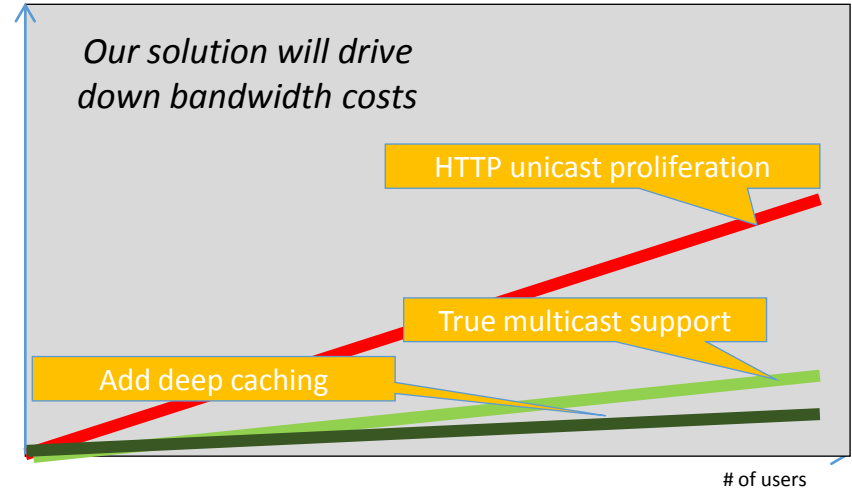 Our solution will drive
down bandwidth costs
HTTP unicast proliferation
True multicast support
Add deep caching
# of users